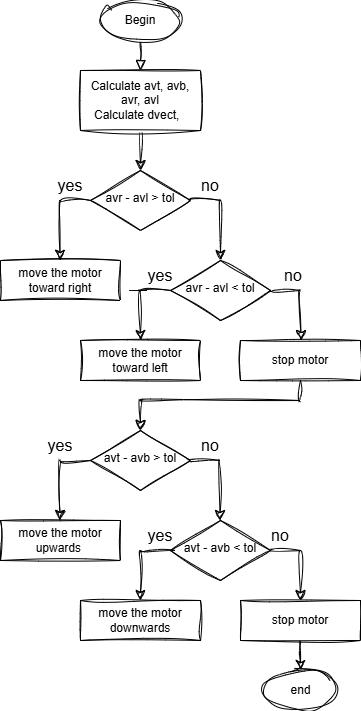 Begin
Calculate avt, avb,
avr, avl
Calculate dvect,
avr - avl > tol
yes
no
move the motor
toward right
avr - avl < tol
yes
no
move the motor
toward left
stop motor
avt - avb > tol
yes
no
move the motor
upwards
avt - avb < tol
yes
no
move the motor
downwards
stop motor
end